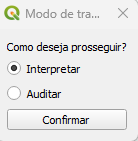 Modo de tra...
Como deseja prosseguir?
Interpretar
Auditar
Confirmar